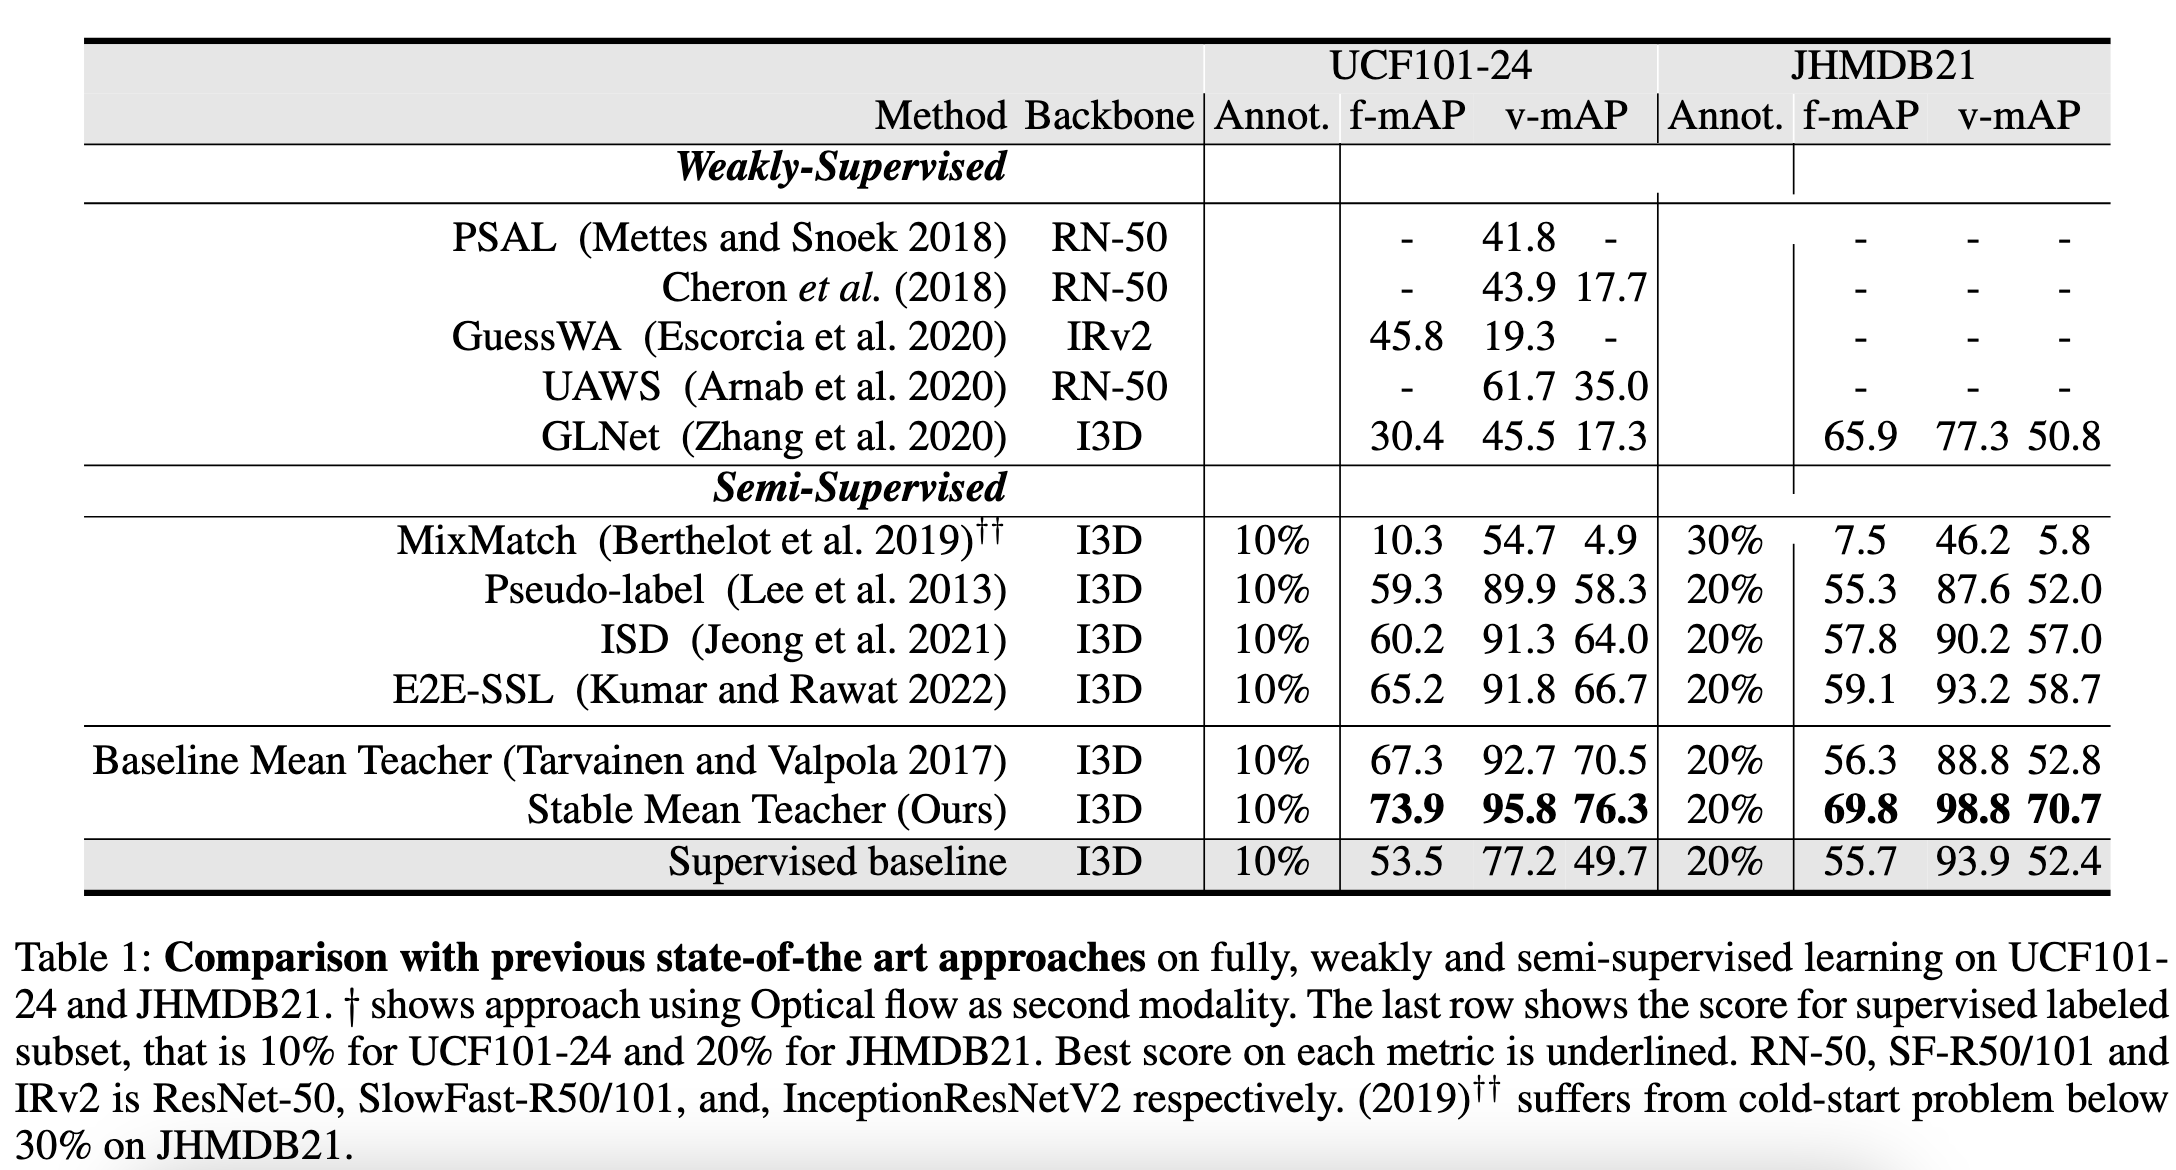 UCF101-24 JHMDB21
Method Backbone Annot. f-mAP v-mAP Annot. f-mAP v-mAP
Weakly-Supervised
PSAL (Mettes and Snoek 2018) RN-50 - 41.8 - - - -
Cheron et al. (2018) RN-50 - 43.9 17.7 - - -
GuessWA (Escorcia et al. 2020) IRv2 45.8 19.3 - - - -
UAWS (Arnab et al. 2020) RN-50 - 61.7 35.0 - - -
GLNet (Zhang et al. 2020) I3D 30.4 45.5 17.3 65.9 77.3 50.8
Semi-Supervised
MixMatch (Berthelot et al. 2019)†† I3D 10% 10.3 54.7 4.9 30% 7.5 46.2 5.8
Pseudo-label (Lee et al. 2013) I3D 10% 59.3 89.9 58.3 20% 55.3 87.6 52.0
ISD (Jeong et al. 2021) I3D 10% 60.2 91.3 64.0 20% 57.8 90.2 57.0
E2E-SSL (Kumar and Rawat 2022) I3D 10% 65.2 91.8 66.7 20% 59.1 93.2 58.7
Baseline Mean Teacher (Tarvainen and Valpola 2017) I3D 10% 67.3 92.7 70.5 20% 56.3 88.8 52.8
Stable Mean Teacher (Ours) I3D 10% 73.9 95.8 76.3 20% 69.8 98.8 70.7
Supervised baseline I3D 10% 53.5 77.2 49.7 20% 55.7 93.9 52.4
Table 1: Comparison with previous state-of-the art approaches on fully, weakly and semi-supervised learning on UCF101-
24 and JHMDB21. † shows approach using Optical flow as second modality. The last row shows the score for supervised labeled
subset, that is 10% for UCF101-24 and 20% for JHMDB21. Best score on each metric is underlined. RN-50, SF-R50/101 and
IRv2 is ResNet-50, SlowFast-R50/101, and, InceptionResNetV2 respectively. (2019)†† suffers from cold-start problem below
30% on JHMDB21.